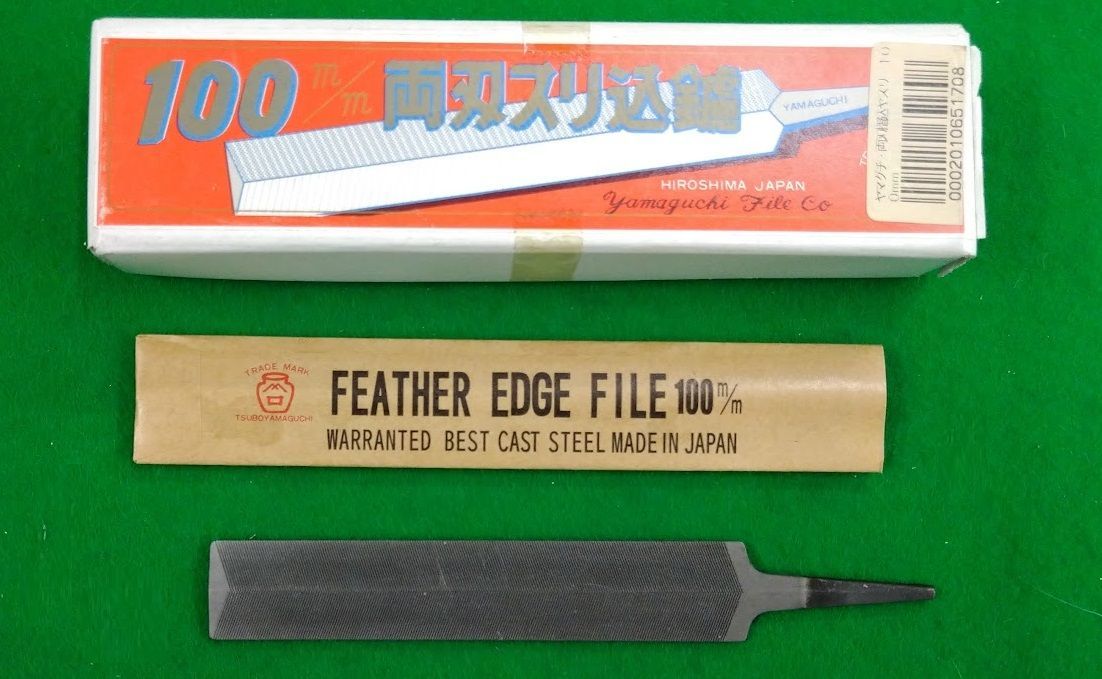 100 m/m 両刃スリ込鑢
YAMAGUCHI
HIROSHIMA JAPAN
Yamaguchi File Co
0002010651708
TRADE MARK
TSUBOYAMAGUCHI
FEATHER EDGE FILE 100 m/m
WARRANTED BEST CAST STEEL MADE IN JAPAN